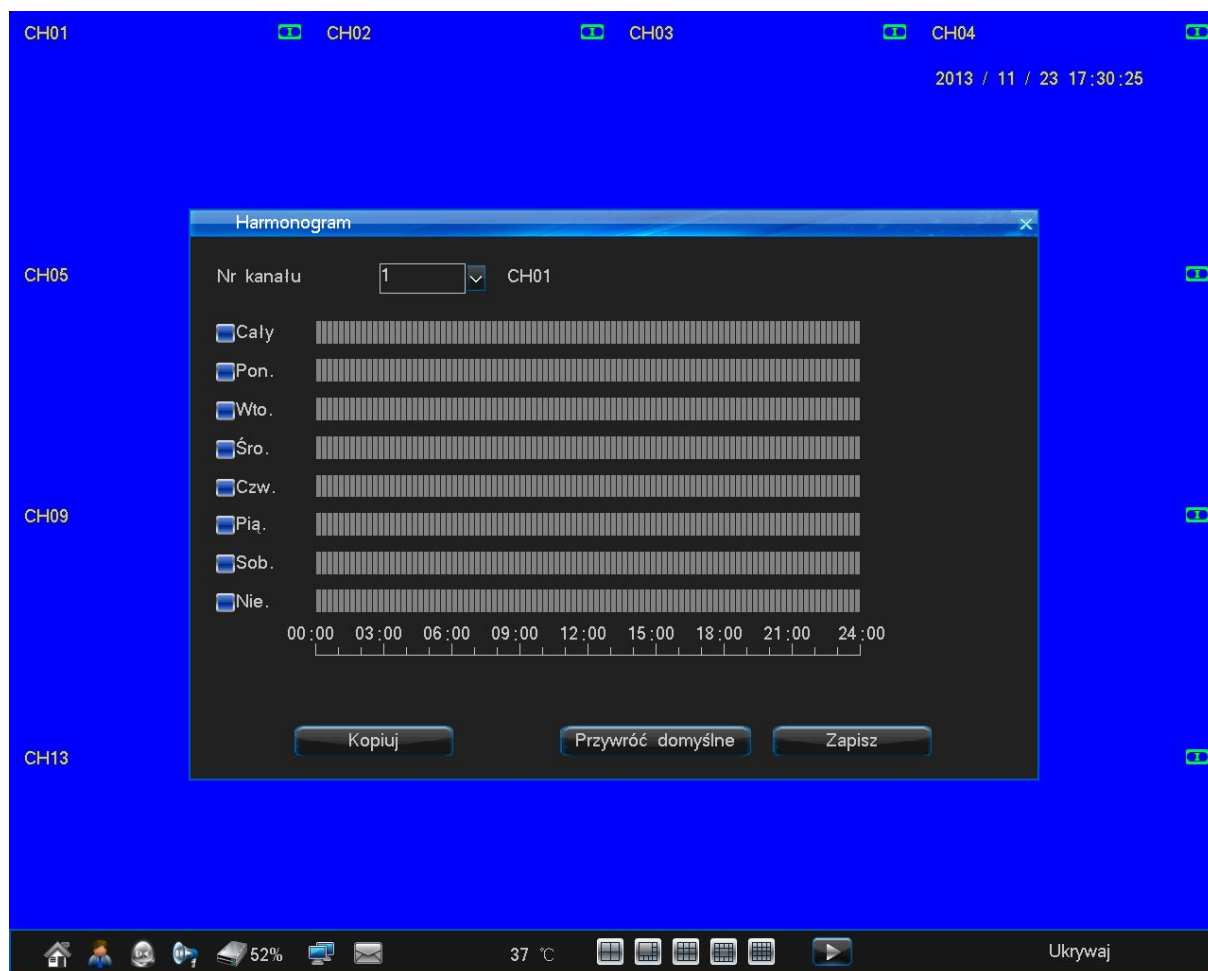 CH01 CH02 CH03 CH04
2013 / 11 / 23 17:30:25
Harmonogram
CH05
Nr kanału 1 CH01
Cały
Pon.
Wto.
Śro.
Czw.
CH09
Pią.
Sob.
Nie.
00:00 03:00 06:00 09:00 12:00 15:00 18:00 21:00 24:00
Kopiuj Przywróć domyślne Zapisz
CH13
52% 37 °C Ukrywaj